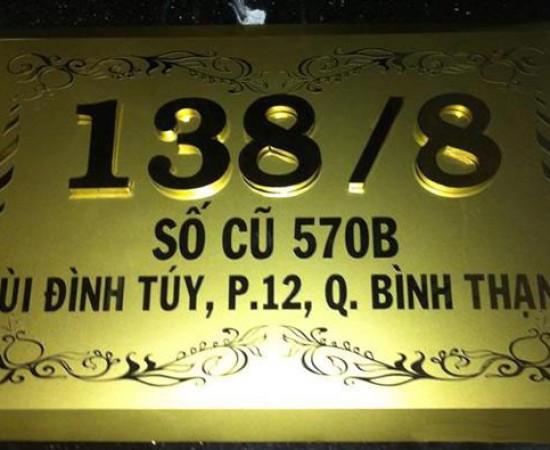 138/8
SỐ CŨ 570B
ÙI ĐÌNH TÚY, P.12, Q. BÌNH THẠN